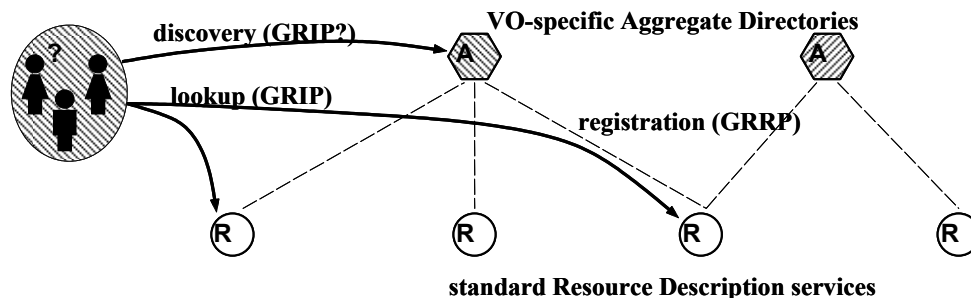 VO-specific Aggregate Directories
discovery (GRIP?)
?
A
A
lookup (GRIP)
registration (GRRP)
R
R
R
R
standard Resource Description services